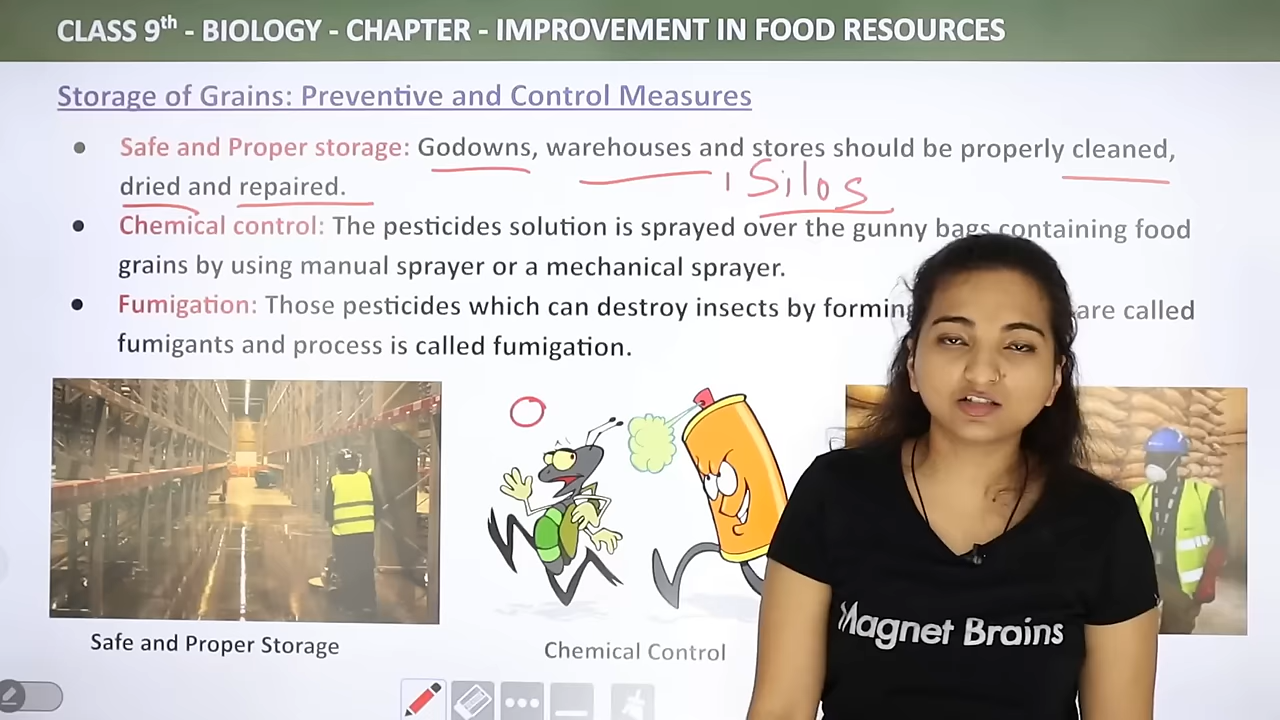 CLASS 9th - BIOLOGY - CHAPTER - IMPROVEMENT IN FOOD RESOURCES
Storage of Grains: Preventive and Control Measures
• Safe and Proper storage: Godowns, warehouses and stores should be properly cleaned,
dried and repaired.
, Silos
• Chemical control: The pesticides solution is sprayed over the gunny bags containing food
grains by using manual sprayer or a mechanical sprayer.
• Fumigation: Those pesticides which can destroy insects by forming are called
fumigants and process is called fumigation.
Safe and Proper Storage
Chemical Control
Magnet Brains